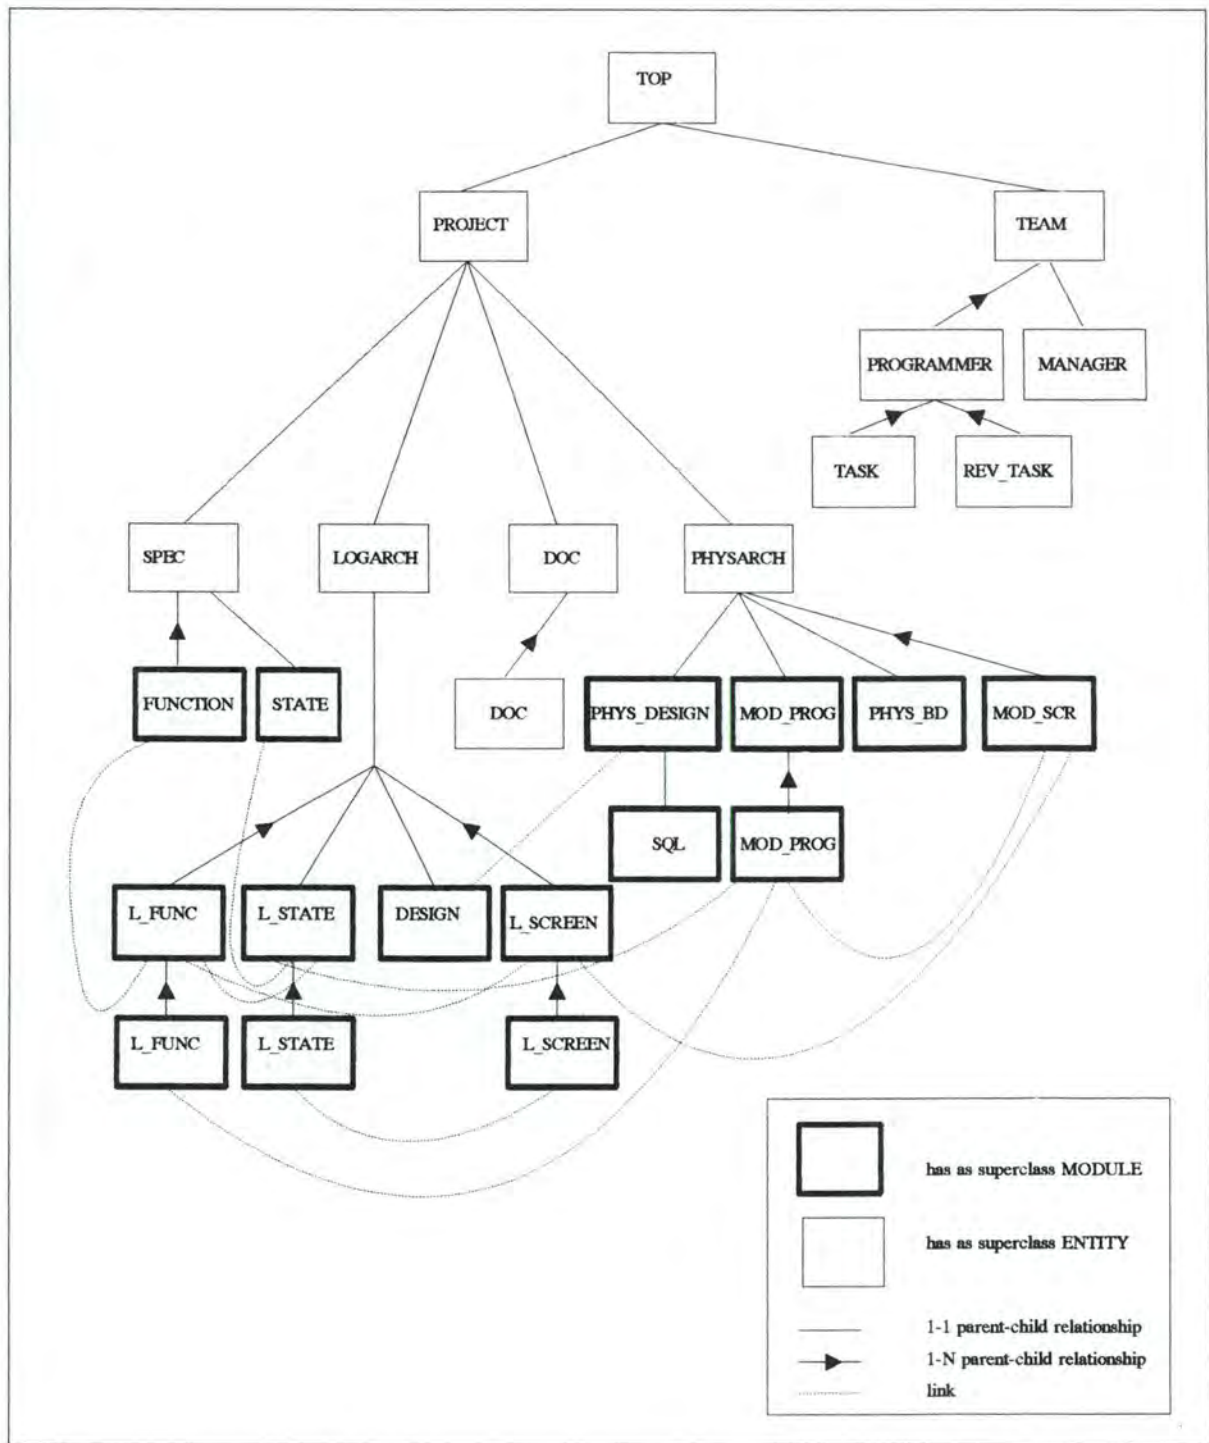 TOP
PROJECT
TEAM
PROGRAMMER
MANAGER
TASK
REV_TASK
SPEC
LOGARCH
DOC
PHYSARCH
FUNCTION
STATE
DOC
PHYS_DESIGN
MOD_PROG
PHYS_BD
MOD_SCR
SQL
MOD_PROG
L_FUNC
L_STATE
DESIGN
L_SCREEN
L_FUNC
L_STATE
L_SCREEN
has as superclass MODULE
has as superclass ENTITY
1-1 parent-child relationship
1-N parent-child relationship
link